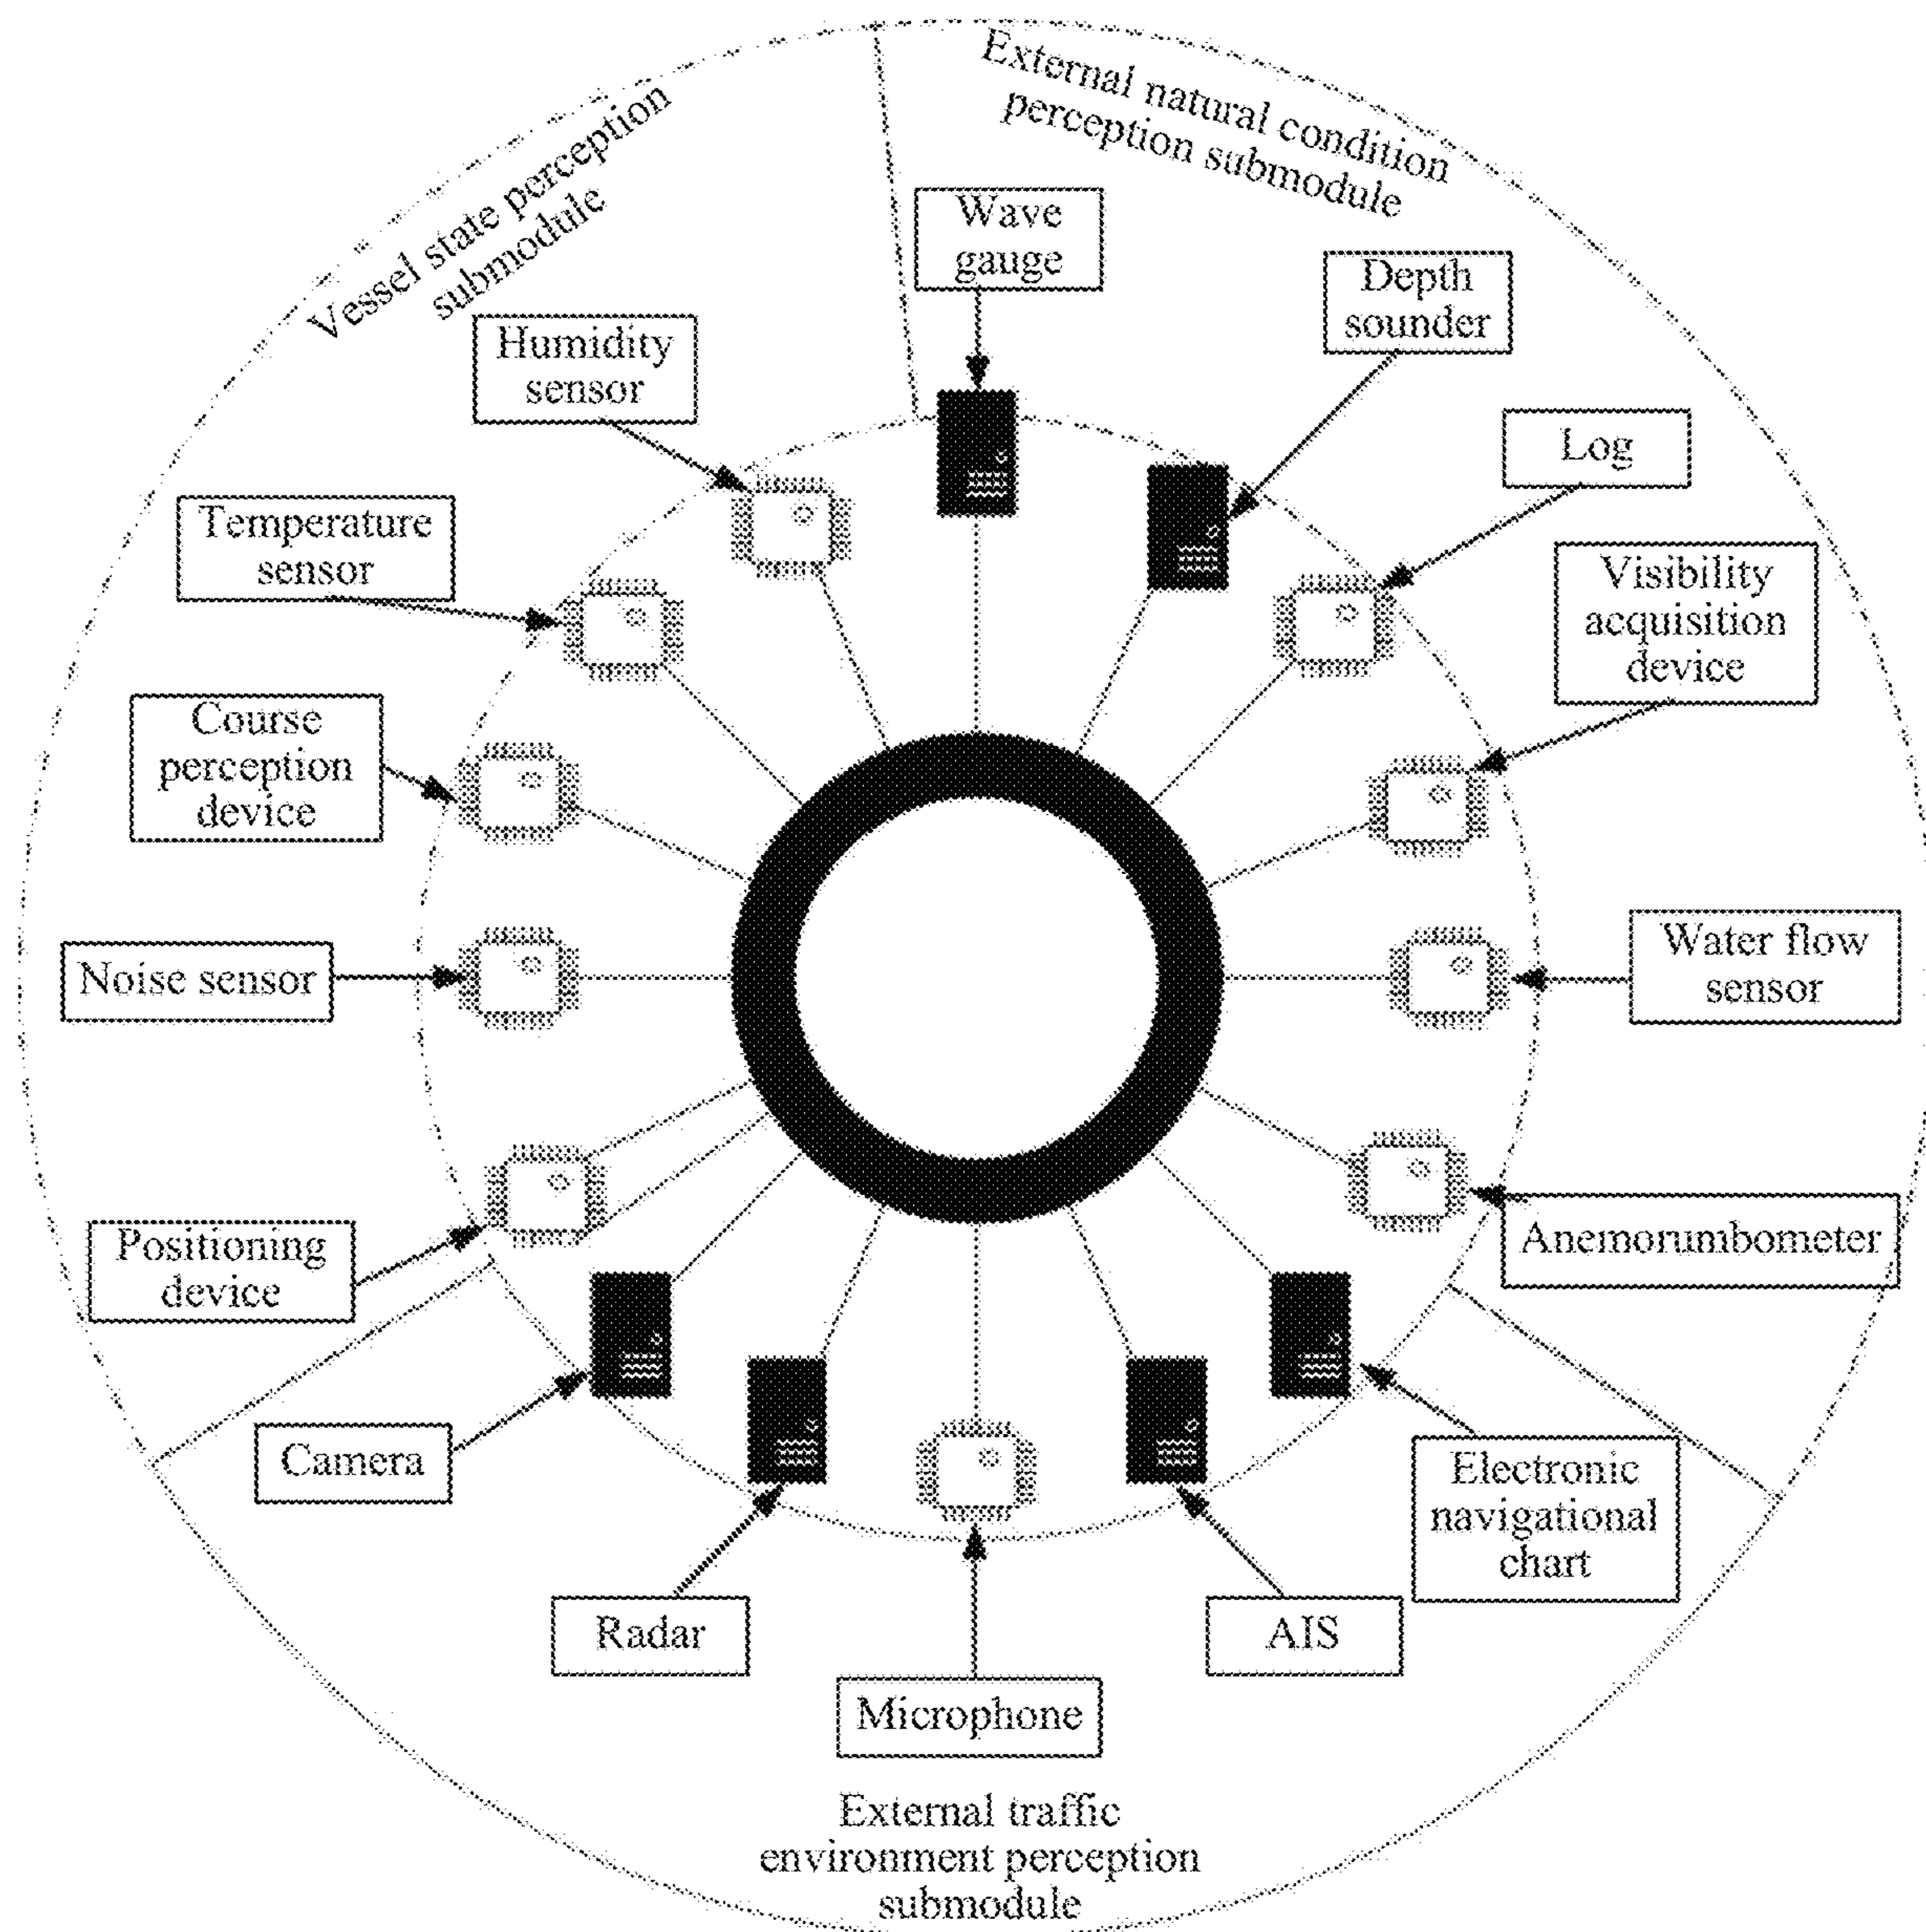 External natural condition
perception submodule
Vessel state perception
submodule
Wave
gauge
Depth
sounder
Humidity
sensor
Log
Temperature
sensor
Visibility
acquisition
device
Course
perception
device
Water flow
sensor
Noise sensor
Anemorumbometer
Positioning
device
Camera
Electronic
navigational
chart
Radar
AIS
Microphone
External traffic
environment perception
submodule